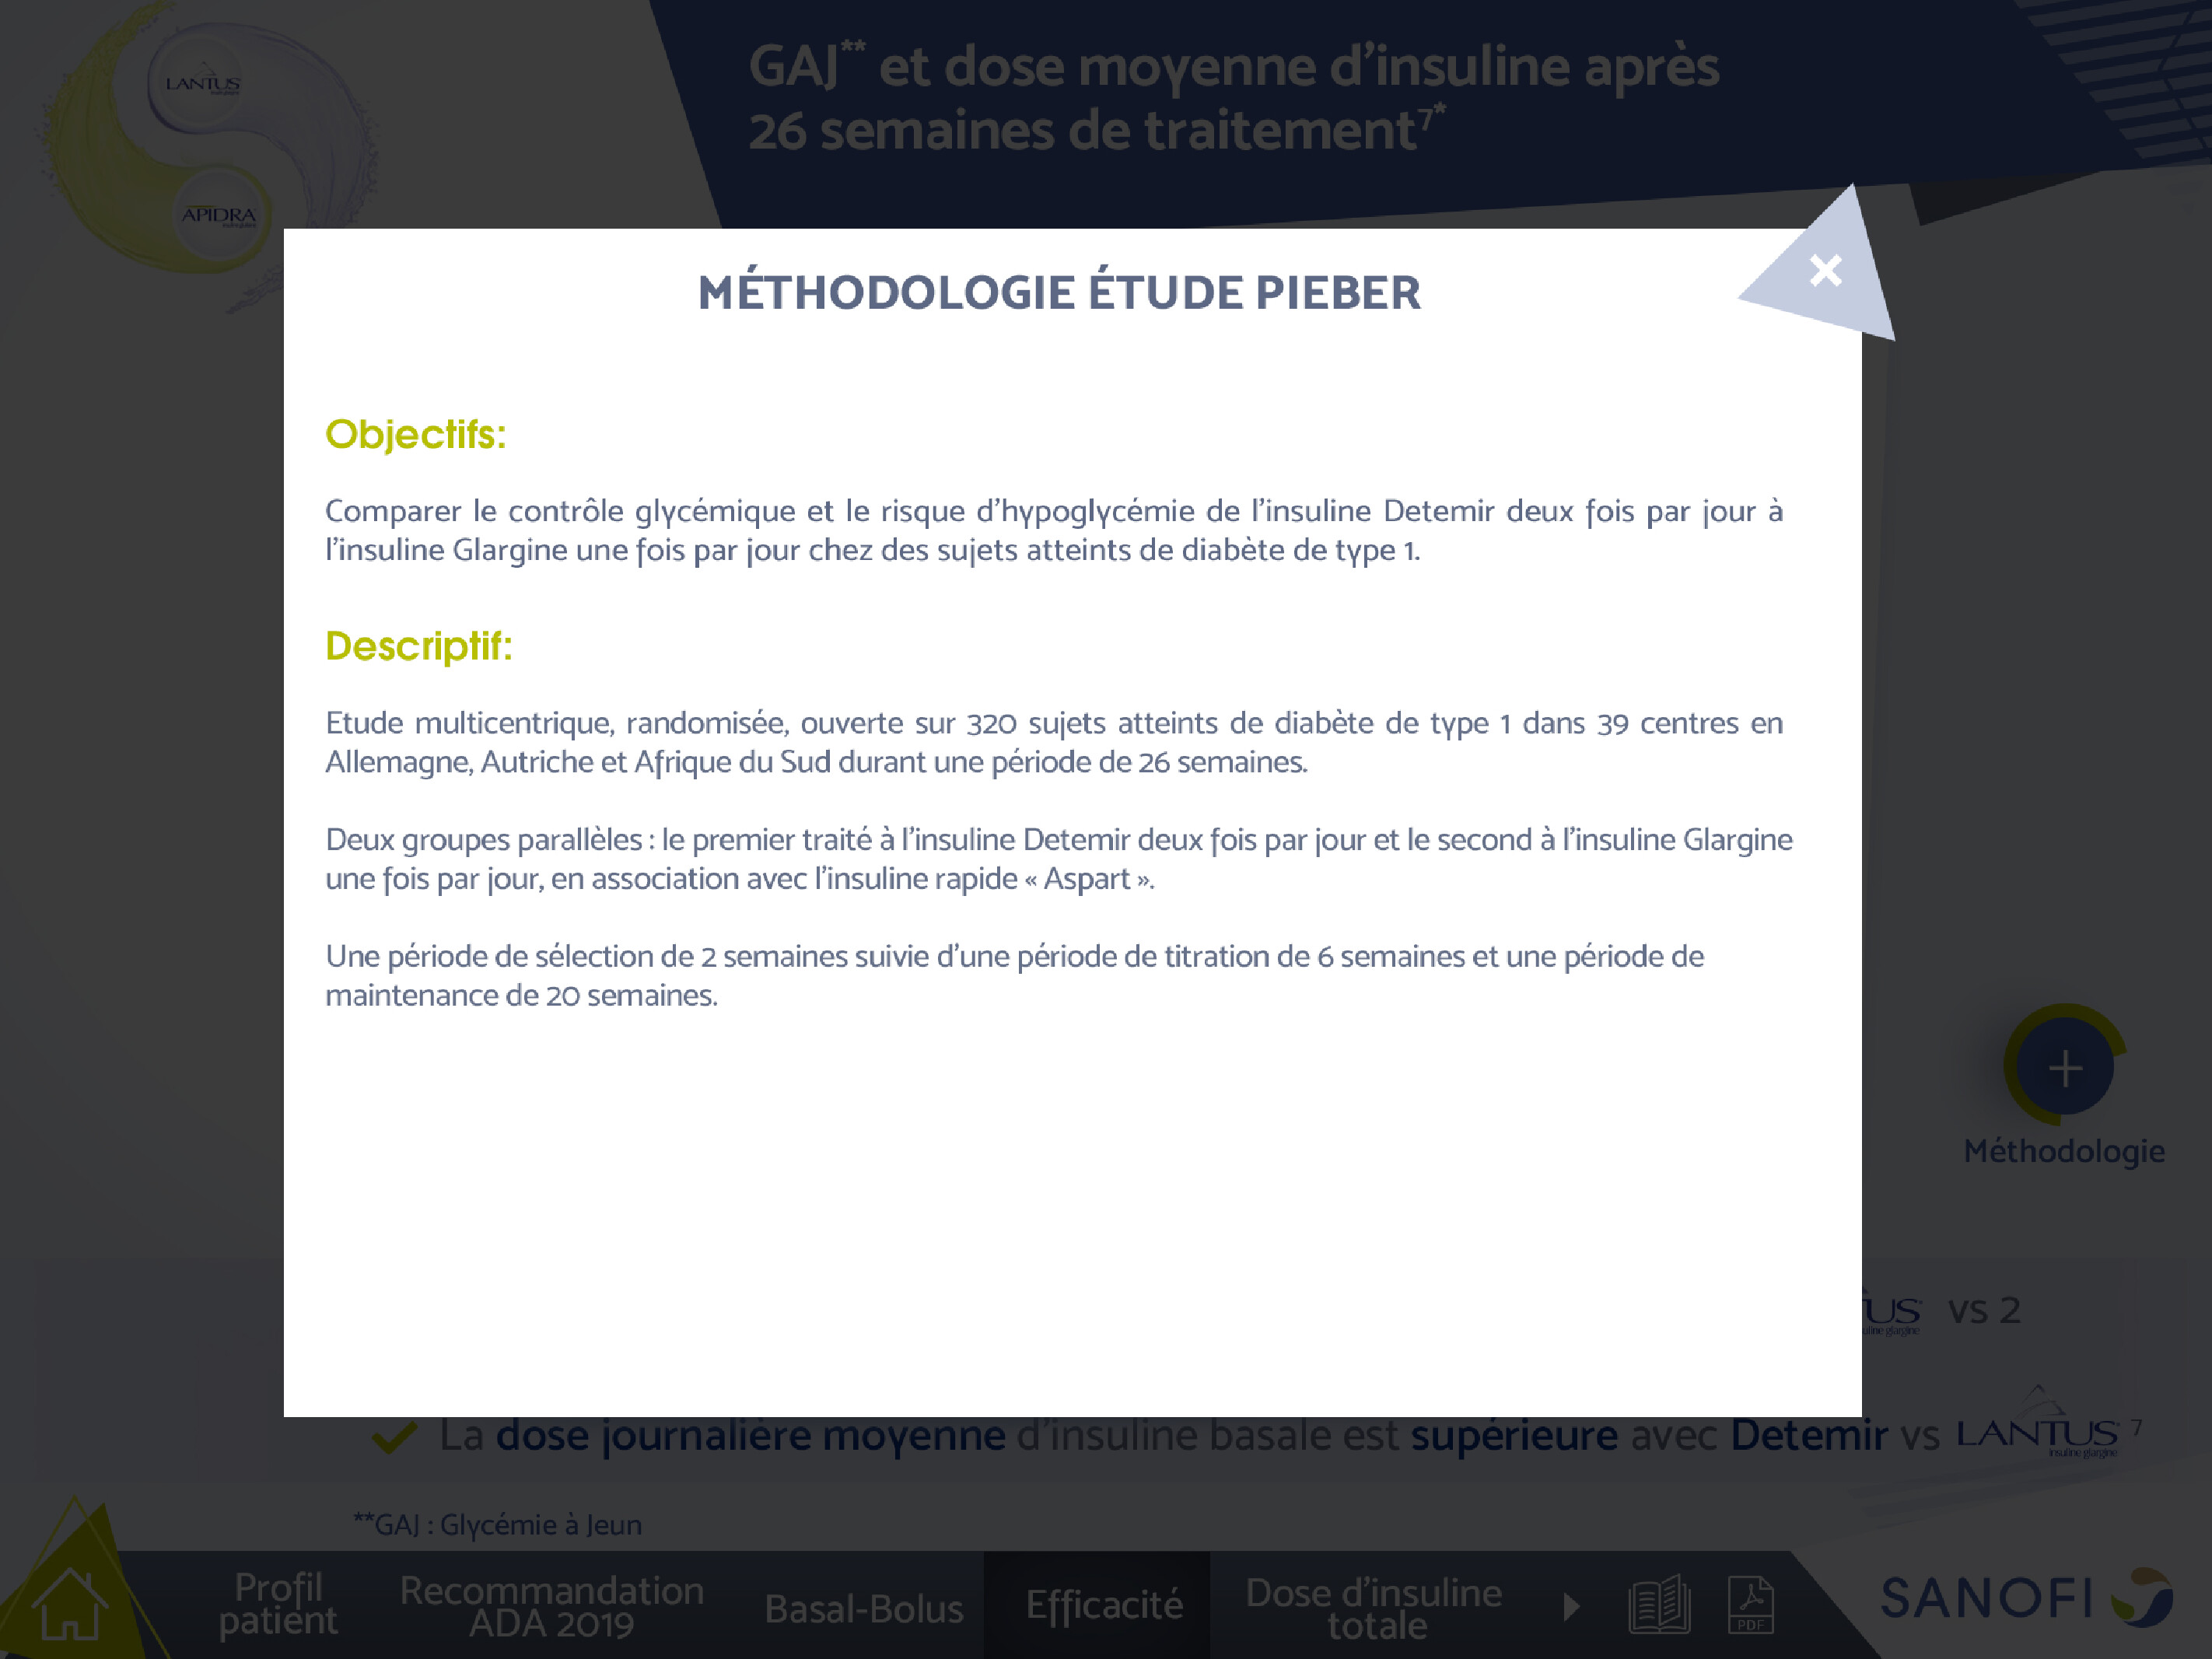 LANTUS
APIDRA
GAJ** et dose moyenne d'insuline après
26 semaines de traitement7*
MÉTHODOLOGIE ÉTUDE PIEBER
×
Objectifs:
Comparer le contrôle glycémique et le risque d'hypoglycémie de l'insuline Detemir deux fois par jour à
l'insuline Glargine une fois par jour chez des sujets atteints de diabète de type 1.
Descriptif:
Etude multicentrique, randomisée, ouverte sur 320 sujets atteints de diabète de type 1 dans 39 centres en
Allemagne, Autriche et Afrique du Sud durant une période de 26 semaines.
Deux groupes parallèles : le premier traité à l'insuline Detemir deux fois par jour et le second à l'insuline Glargine
une fois par jour, en association avec l'insuline rapide « Aspart ».
Une période de sélection de 2 semaines suivie d'une période de titration de 6 semaines et une période de
maintenance de 20 semaines.
+
Méthodologie
vs 2
La dose journalière moyenne d'insuline basale est supérieure avec Detemir vs LANTUS 7
insuline glargine
**GAJ : Glycémie à Jeun
Profil
patient
Recommandation
ADA 2019
Basal-Bolus
Efficacité
Dose d'insuline
totale
PDF
SANOFI